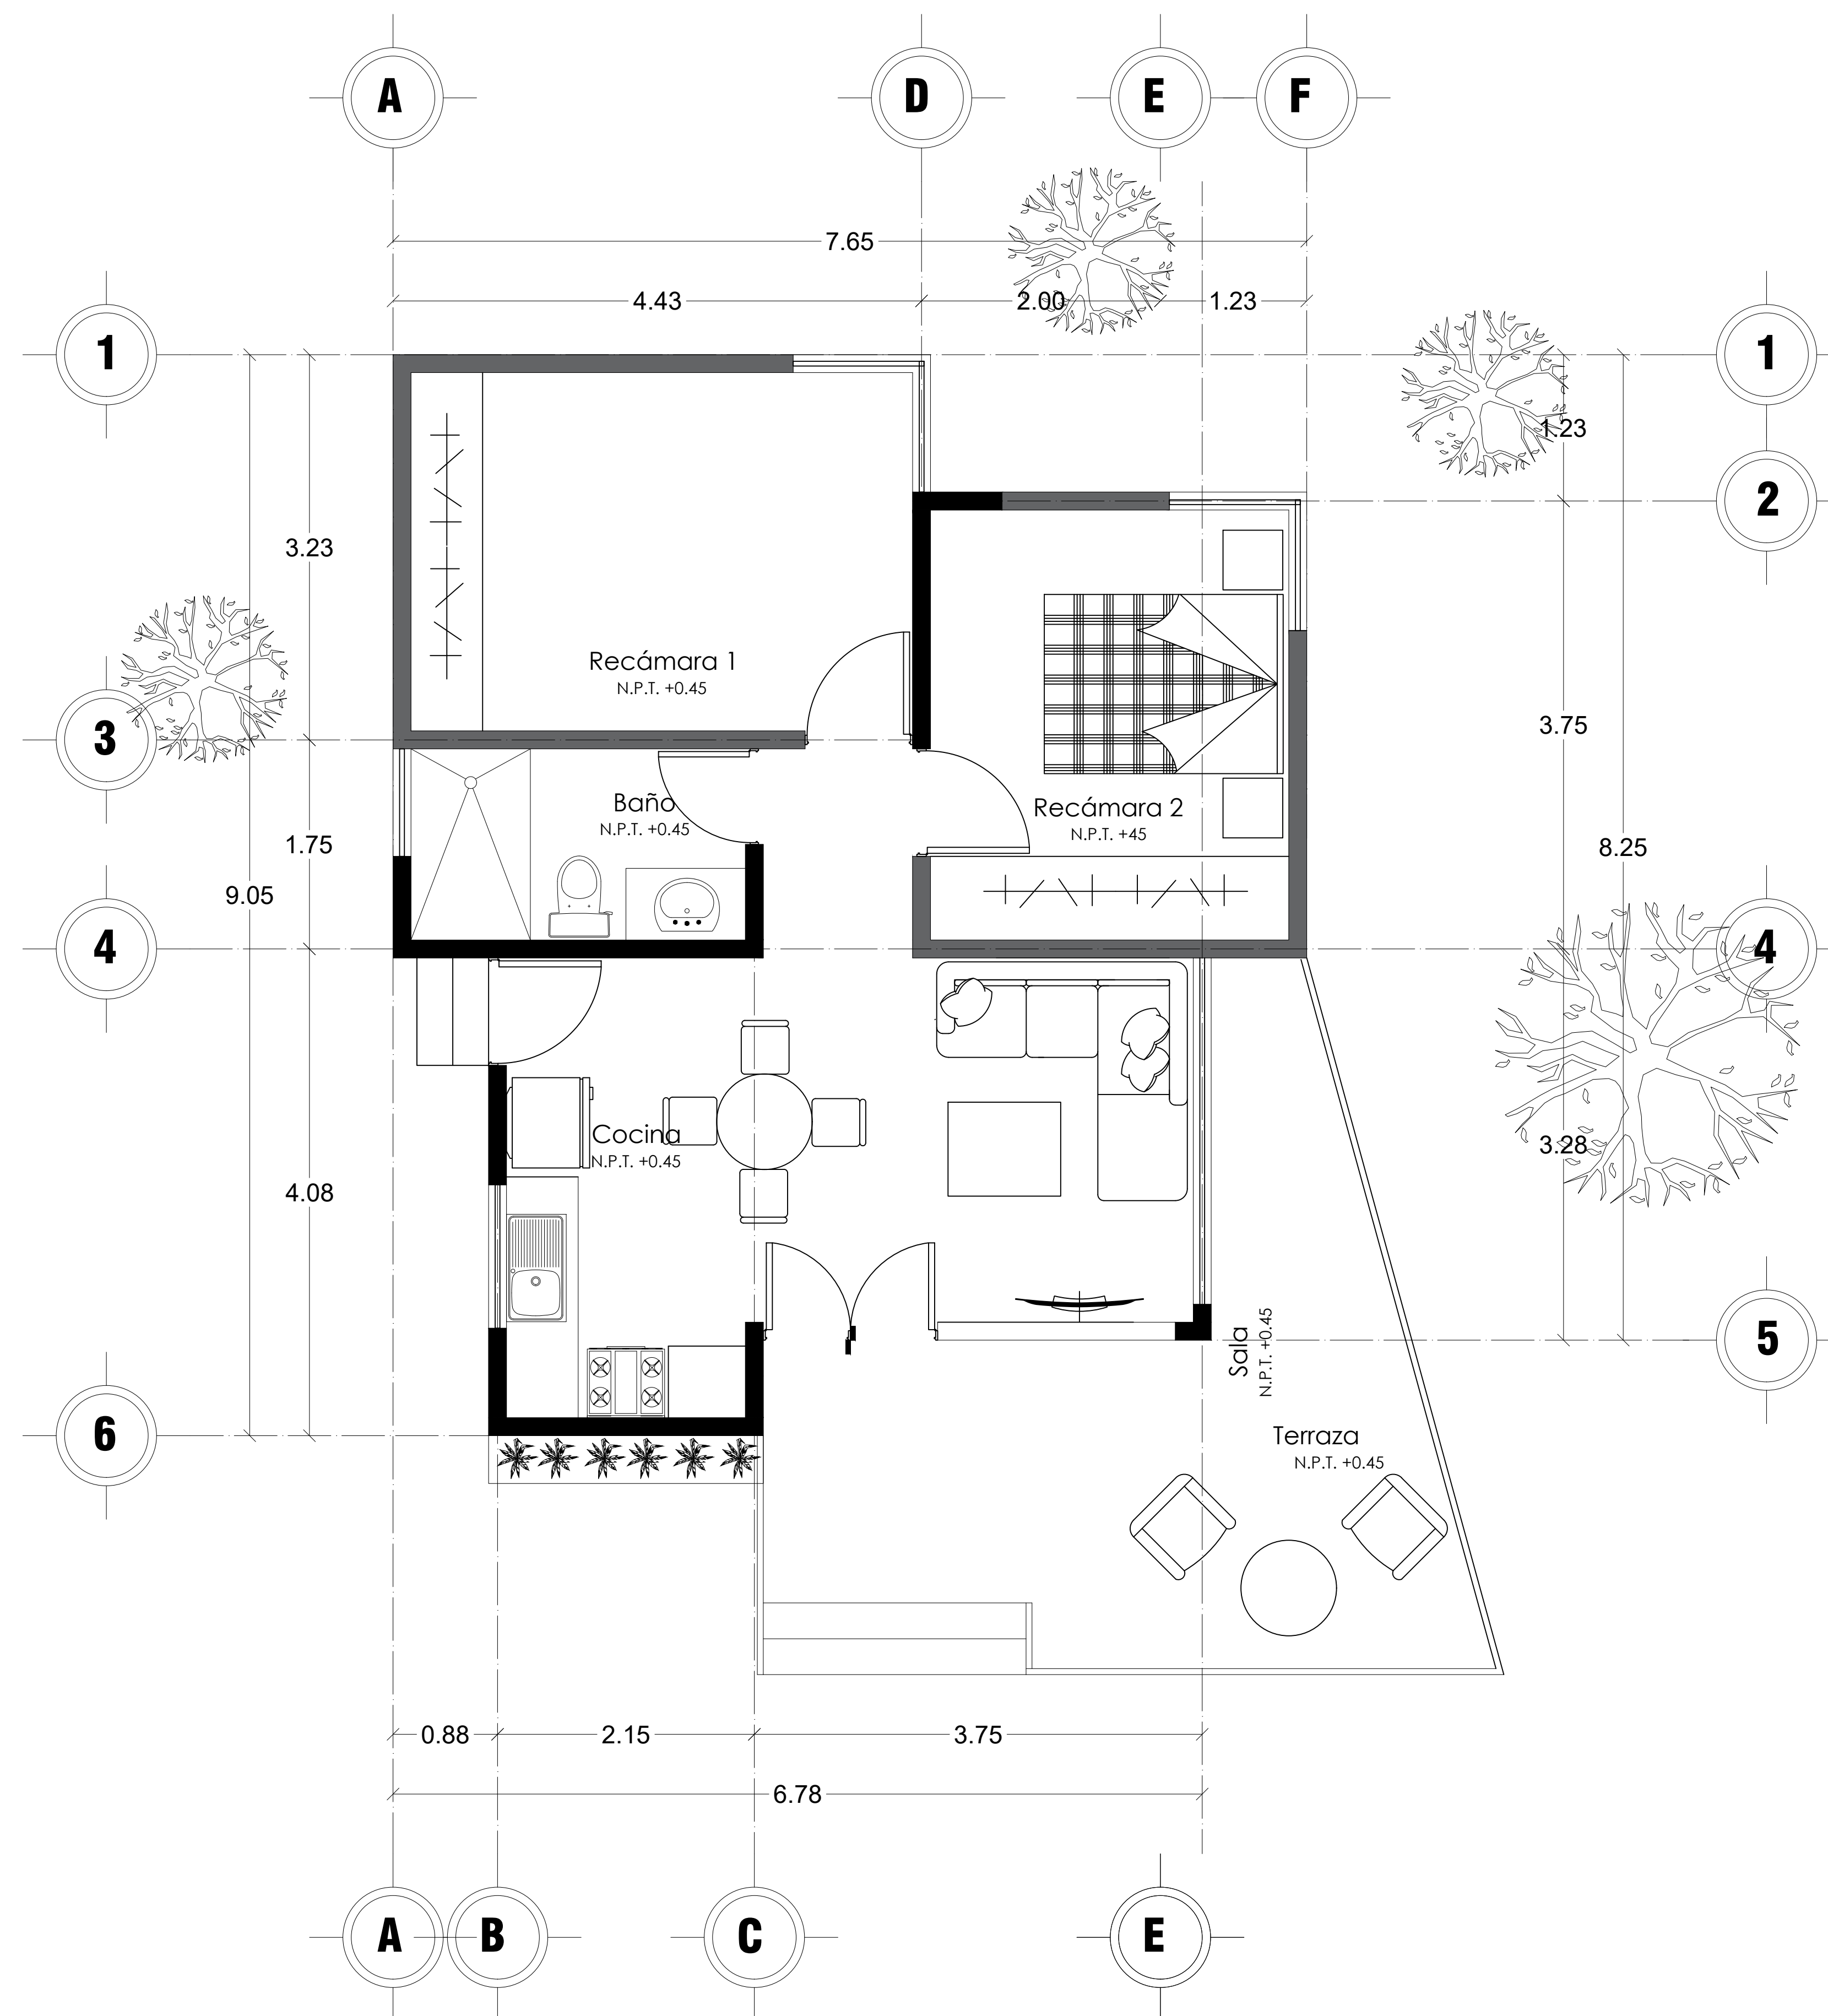 A
D
E
F
7.65
4.43
2.00
1.23
1
1
1.23
2
3.23
Recámara 1
N.P.T. +0.45
3
3.75
Baño
N.P.T. +0.45
Recámara 2
N.P.T. +45
1.75
8.25
9.05
4
4
Cocina
N.P.T. +0.45
3.28
4.08
Sala
N.P.T. +0.45
5
6
Terraza
N.P.T. +0.45
0.88
2.15
3.75
6.78
A
B
C
E